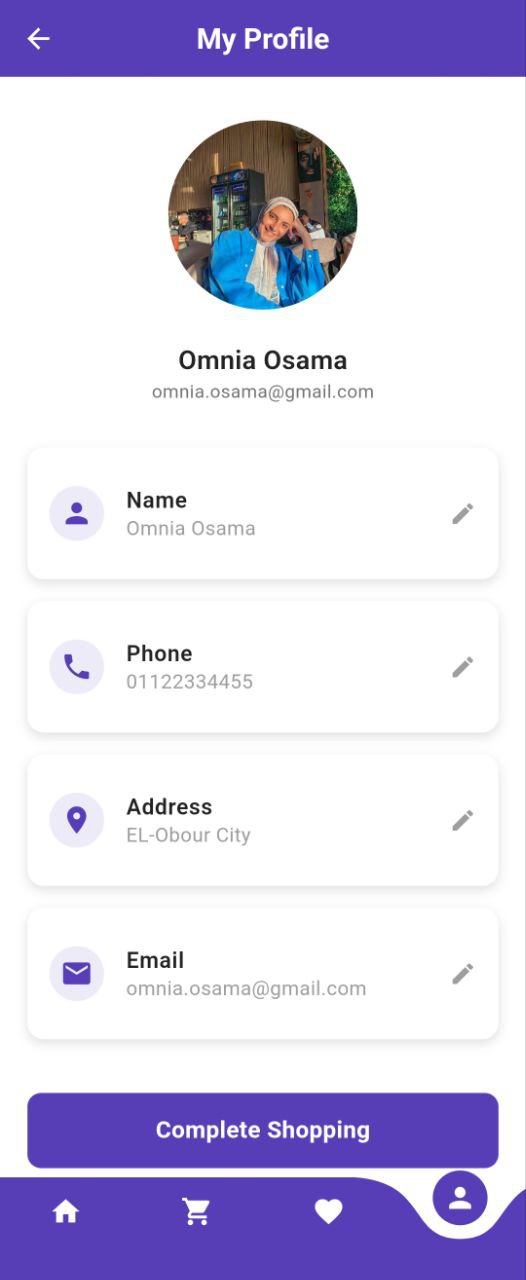 My Profile
Omnia Osama
omnia.osama@gmail.com
Name
Omnia Osama
Phone
01122334455
Address
EL-Obour City
Email
omnia.osama@gmail.com
Complete Shopping